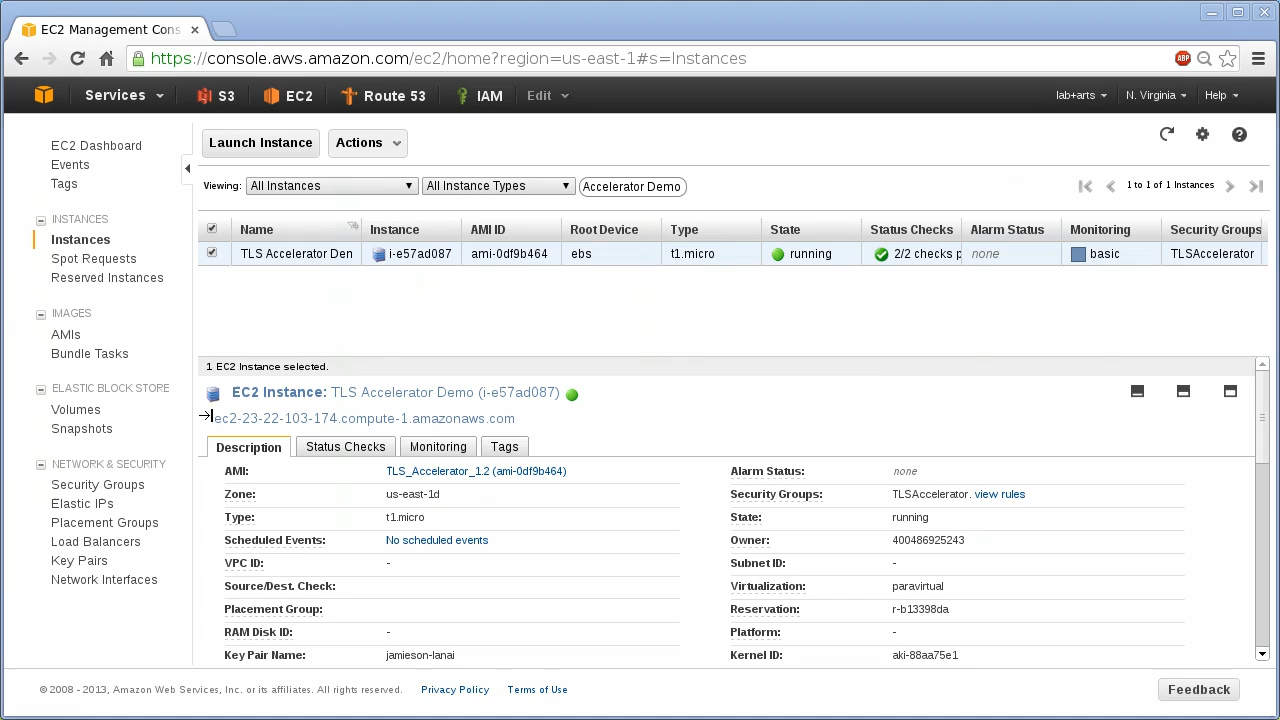 EC2 Management Cons
https://console.aws.amazon.com/ec2/home?region=us-east-1#s=Instances
ABP
Services S3 EC2 Route 53 IAM Edit lab+arts N. Virginia Help
EC2 Dashboard
Events
Tags
INSTANCES
Instances
Spot Requests
Reserved Instances
IMAGES
AMIs
Bundle Tasks
ELASTIC BLOCK STORE
Volumes
Snapshots
NETWORK & SECURITY
Security Groups
Elastic IPs
Placement Groups
Load Balancers
Key Pairs
Network Interfaces
Launch Instance Actions
Viewing: All Instances All Instance Types Accelerator Demo 1 to 1 of 1 Instances
Name Instance AMI ID Root Device Type State Status Checks Alarm Status Monitoring Security Groups
TLS Accelerator Den i-e57ad087 ami-0df9b464 ebs t1.micro running 2/2 checks p none basic TLSAccelerator
1 EC2 Instance selected.
EC2 Instance: TLS Accelerator Demo (i-e57ad087)
ec2-23-22-103-174.compute-1.amazonaws.com
Description Status Checks Monitoring Tags
AMI: TLS_Accelerator_1.2 (ami-0df9b464) Alarm Status: none
Zone: us-east-1d Security Groups: TLSAccelerator. view rules
Type: t1.micro State: running
Scheduled Events: No scheduled events Owner: 400486925243
VPC ID: - Subnet ID: -
Source/Dest. Check: Virtualization: paravirtual
Placement Group: Reservation: r-b13398da
RAM Disk ID: - Platform: -
Key Pair Name: jamieson-lanai Kernel ID: aki-88aa75e1
© 2008 - 2013, Amazon Web Services, Inc. or its affiliates. All rights reserved. Privacy Policy Terms of Use Feedback